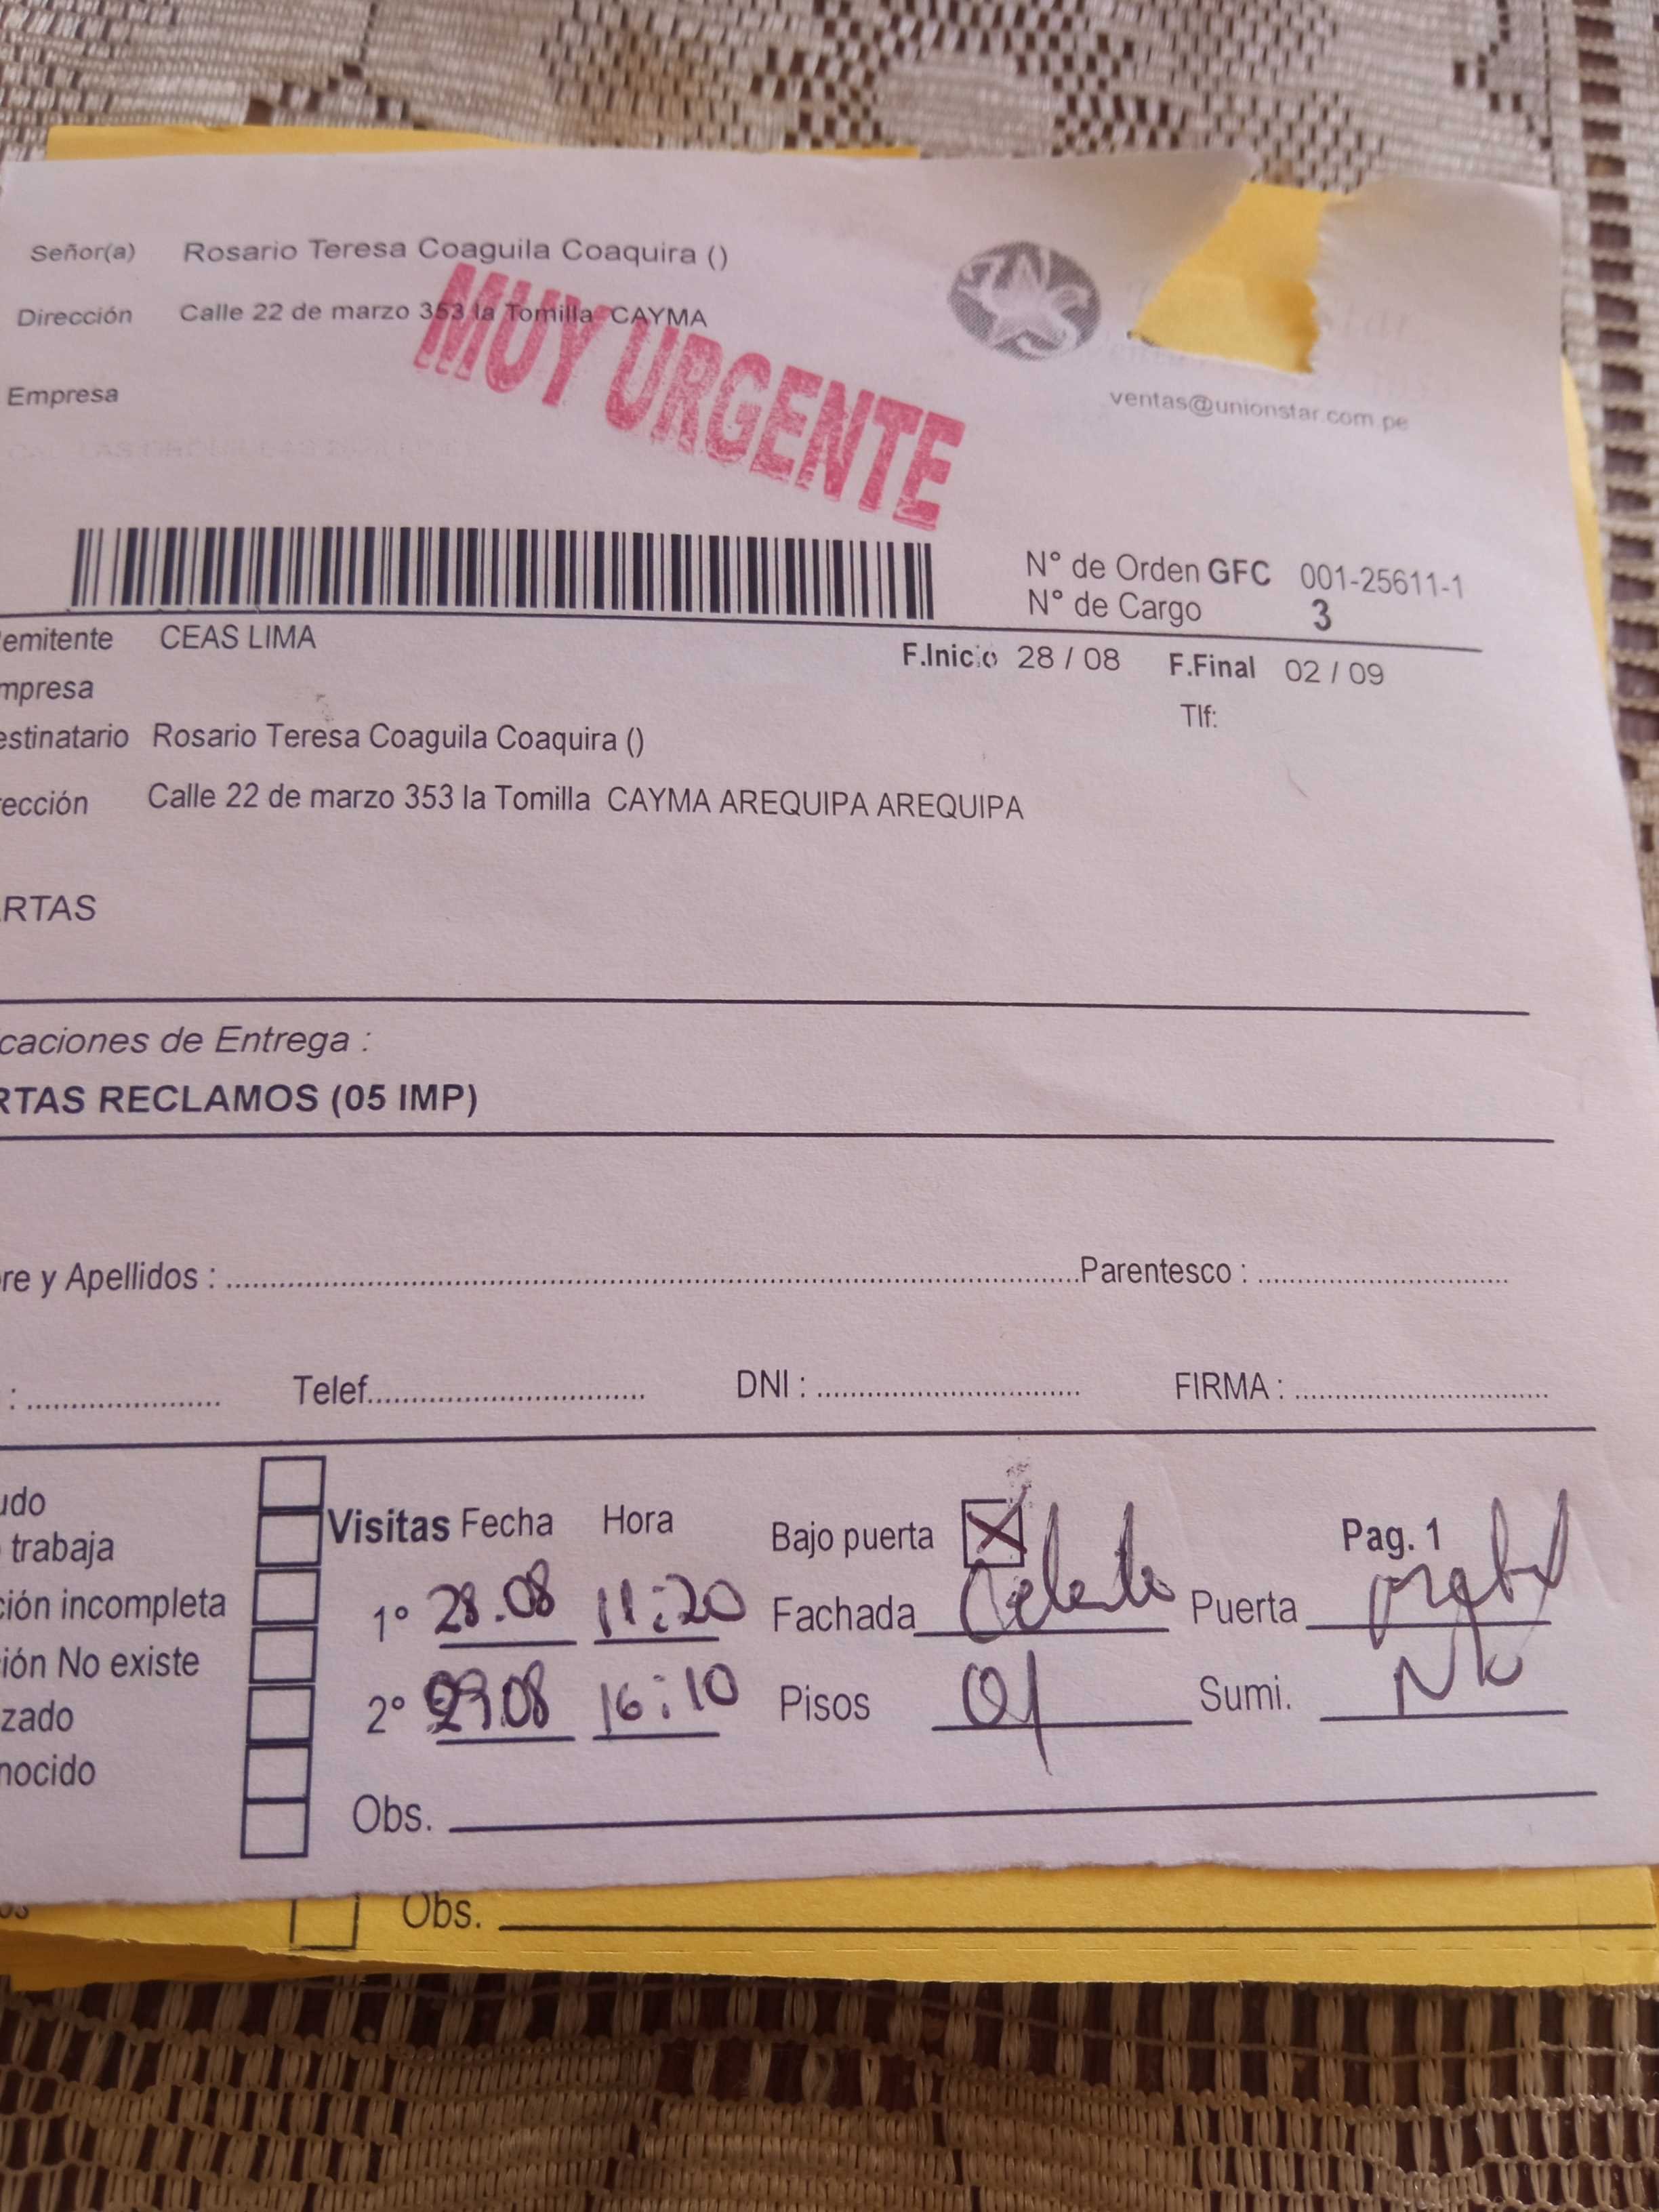 Señor(a) Rosario Teresa Coaguila Coaquira ()
Dirección Calle 22 de marzo 353 la Tomilla CAYMA
Empresa
MUY URGENTE
ventas@unionstar.com.pe
N° de Orden GFC 001-25611-1
N° de Cargo 3
emitente CEAS LIMA
F.Inicio 28 / 08 F.Final 02 / 09
mpresa
Tlf:
estinatario Rosario Teresa Coaguila Coaquira ()
ección Calle 22 de marzo 353 la Tomilla CAYMA AREQUIPA AREQUIPA
RTAS
caciones de Entrega :
RTAS RECLAMOS (05 IMP)
re y Apellidos : Parentesco :
: Telef. DNI : FIRMA :
udo
trabaja
ción incompleta
ión No existe
zado
nocido
Visitas Fecha Hora Bajo puerta X Pag. 1
1° 28.08 11:20 Fachada Celeste Puerta
2° 29.08 16:10 Pisos 01 Sumi.
Obs.
os Obs.